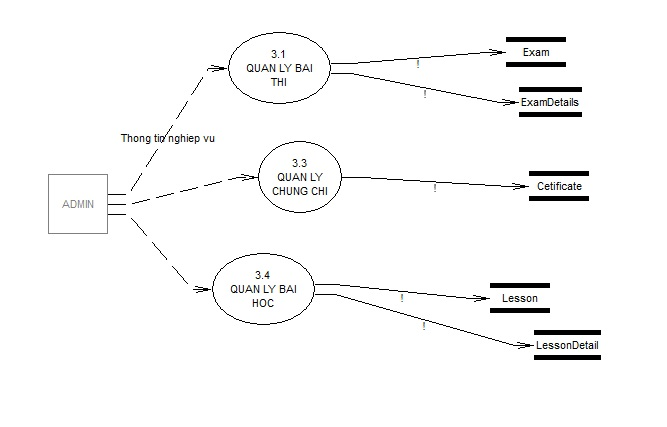 3.1
QUAN LY BAI
THI
Exam
!
!
ExamDetails
Thong tin nghiep vu
3.3
QUAN LY
CHUNG CHI
!
Cetificate
ADMIN
3.4
QUAN LY BAI
HOC
!
Lesson
!
LessonDetail